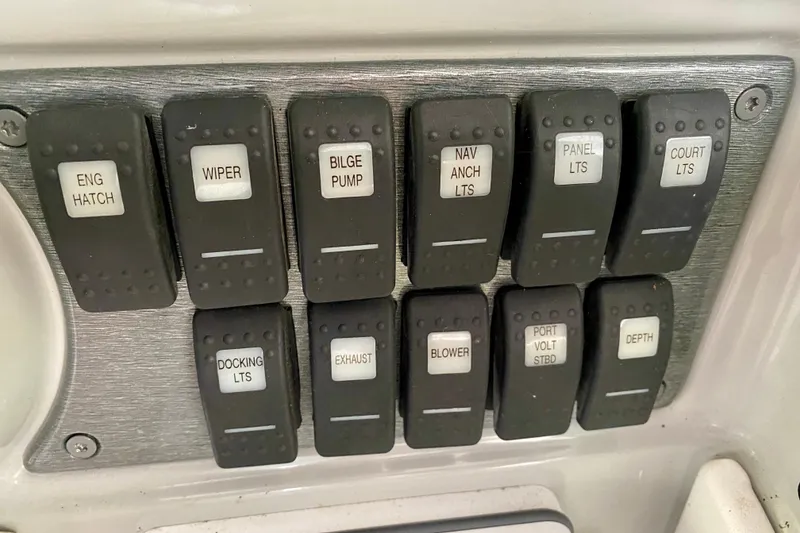 ENG
HATCH
WIPER
BILGE
PUMP
NAV
ANCH
LTS
PANEL
LTS
COURT
LTS
DOCKING
LTS
EXHAUST
BLOWER
PORT
VOLT
STBD
DEPTH